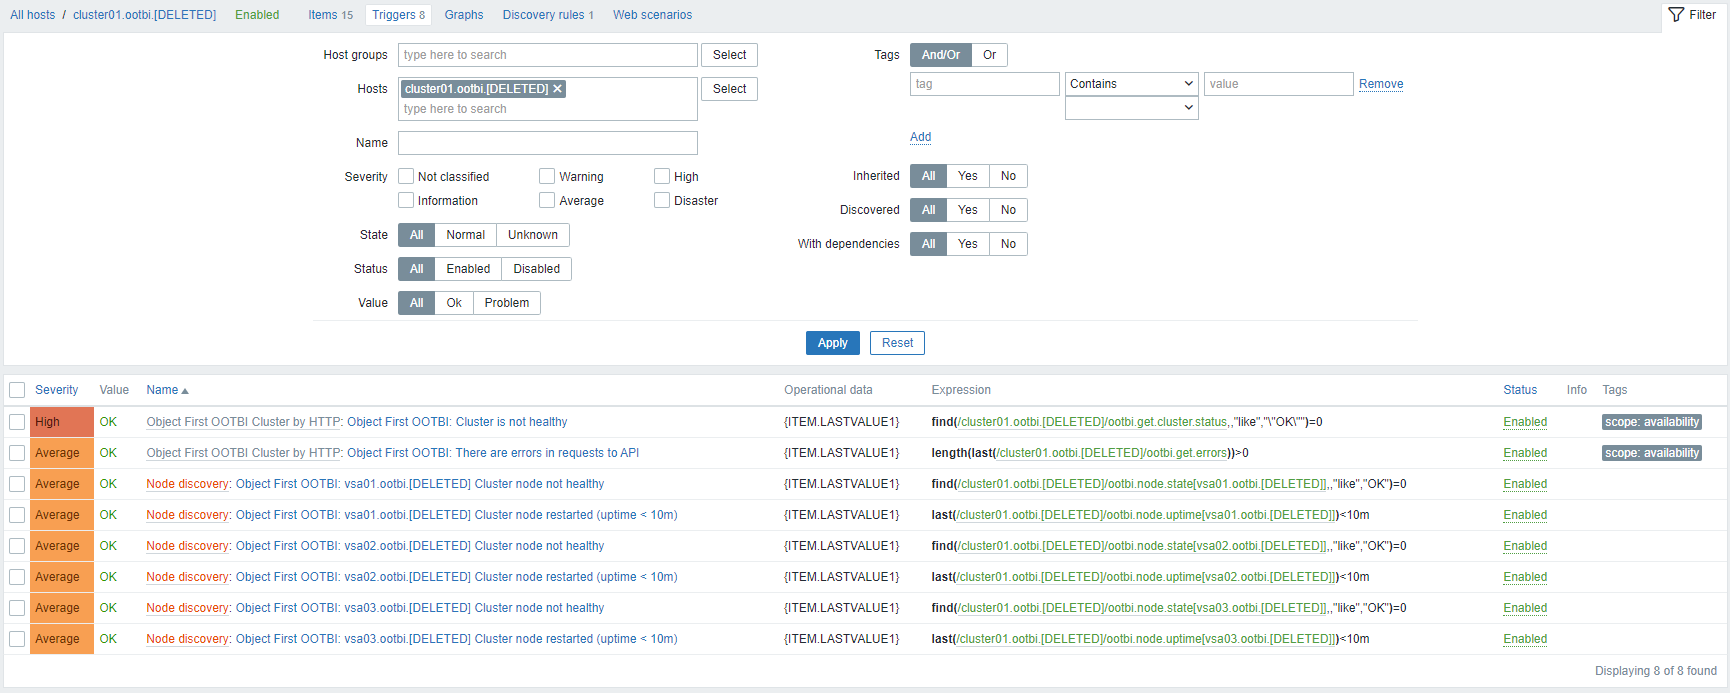 All hosts / cluster01.ootbi.[DELETED] Enabled Items 15 Triggers 8 Graphs Discovery rules 1 Web scenarios
Filter
Host groups type here to search Select
Hosts cluster01.ootbi.[DELETED] ✕ Select
type here to search
Name
Severity Not classified Warning High
Information Average Disaster
State All Normal Unknown
Status All Enabled Disabled
Value All Ok Problem
Tags And/Or Or
tag Contains value Remove
Add
Inherited All Yes No
Discovered All Yes No
With dependencies All Yes No
Apply Reset
Severity Value Name Operational data Expression Status Info Tags
High OK Object First OOTBI Cluster by HTTP: Object First OOTBI: Cluster is not healthy {ITEM.LASTVALUE1} find(/cluster01.ootbi.[DELETED]/ootbi.get.cluster.status,,"like","\"OK\"")=0 Enabled scope: availability
Average OK Object First OOTBI Cluster by HTTP: Object First OOTBI: There are errors in requests to API {ITEM.LASTVALUE1} length(last(/cluster01.ootbi.[DELETED]/ootbi.get.errors))>0 Enabled scope: availability
Average OK Node discovery: Object First OOTBI: vsa01.ootbi.[DELETED] Cluster node not healthy {ITEM.LASTVALUE1} find(/cluster01.ootbi.[DELETED]/ootbi.node.state[vsa01.ootbi.[DELETED]],,"like","OK")=0 Enabled
Average OK Node discovery: Object First OOTBI: vsa01.ootbi.[DELETED] Cluster node restarted (uptime < 10m) {ITEM.LASTVALUE1} last(/cluster01.ootbi.[DELETED]/ootbi.node.uptime[vsa01.ootbi.[DELETED]])<10m Enabled
Average OK Node discovery: Object First OOTBI: vsa02.ootbi.[DELETED] Cluster node not healthy {ITEM.LASTVALUE1} find(/cluster01.ootbi.[DELETED]/ootbi.node.state[vsa02.ootbi.[DELETED]],,"like","OK")=0 Enabled
Average OK Node discovery: Object First OOTBI: vsa02.ootbi.[DELETED] Cluster node restarted (uptime < 10m) {ITEM.LASTVALUE1} last(/cluster01.ootbi.[DELETED]/ootbi.node.uptime[vsa02.ootbi.[DELETED]])<10m Enabled
Average OK Node discovery: Object First OOTBI: vsa03.ootbi.[DELETED] Cluster node not healthy {ITEM.LASTVALUE1} find(/cluster01.ootbi.[DELETED]/ootbi.node.state[vsa03.ootbi.[DELETED]],,"like","OK")=0 Enabled
Average OK Node discovery: Object First OOTBI: vsa03.ootbi.[DELETED] Cluster node restarted (uptime < 10m) {ITEM.LASTVALUE1} last(/cluster01.ootbi.[DELETED]/ootbi.node.uptime[vsa03.ootbi.[DELETED]])<10m Enabled
Displaying 8 of 8 found